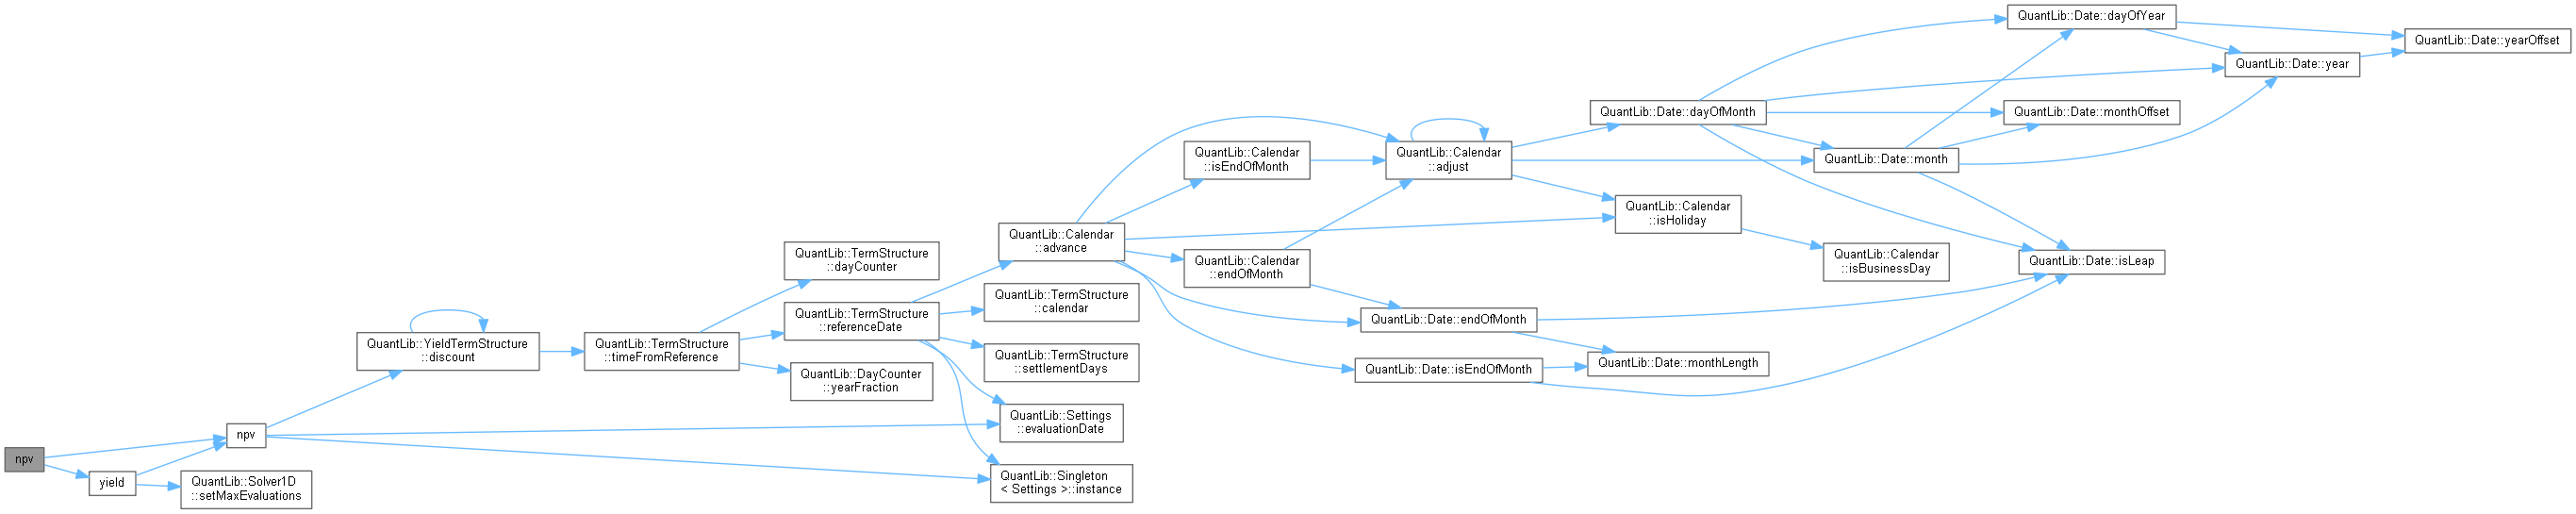 npv
npv
yield
QuantLib::Solver1D
::setMaxEvaluations
QuantLib::YieldTermStructure
::discount
QuantLib::TermStructure
::timeFromReference
QuantLib::TermStructure
::dayCounter
QuantLib::TermStructure
::referenceDate
QuantLib::DayCounter
::yearFraction
QuantLib::Calendar
::advance
QuantLib::TermStructure
::calendar
QuantLib::TermStructure
::settlementDays
QuantLib::Settings
::evaluationDate
QuantLib::Singleton
< Settings >::instance
QuantLib::Calendar
::isEndOfMonth
QuantLib::Calendar
::endOfMonth
QuantLib::Calendar
::adjust
QuantLib::Date::endOfMonth
QuantLib::Date::isEndOfMonth
QuantLib::Date::dayOfMonth
QuantLib::Calendar
::isHoliday
QuantLib::Date::monthLength
QuantLib::Date::month
QuantLib::Calendar
::isBusinessDay
QuantLib::Date::dayOfYear
QuantLib::Date::monthOffset
QuantLib::Date::isLeap
QuantLib::Date::year
QuantLib::Date::yearOffset